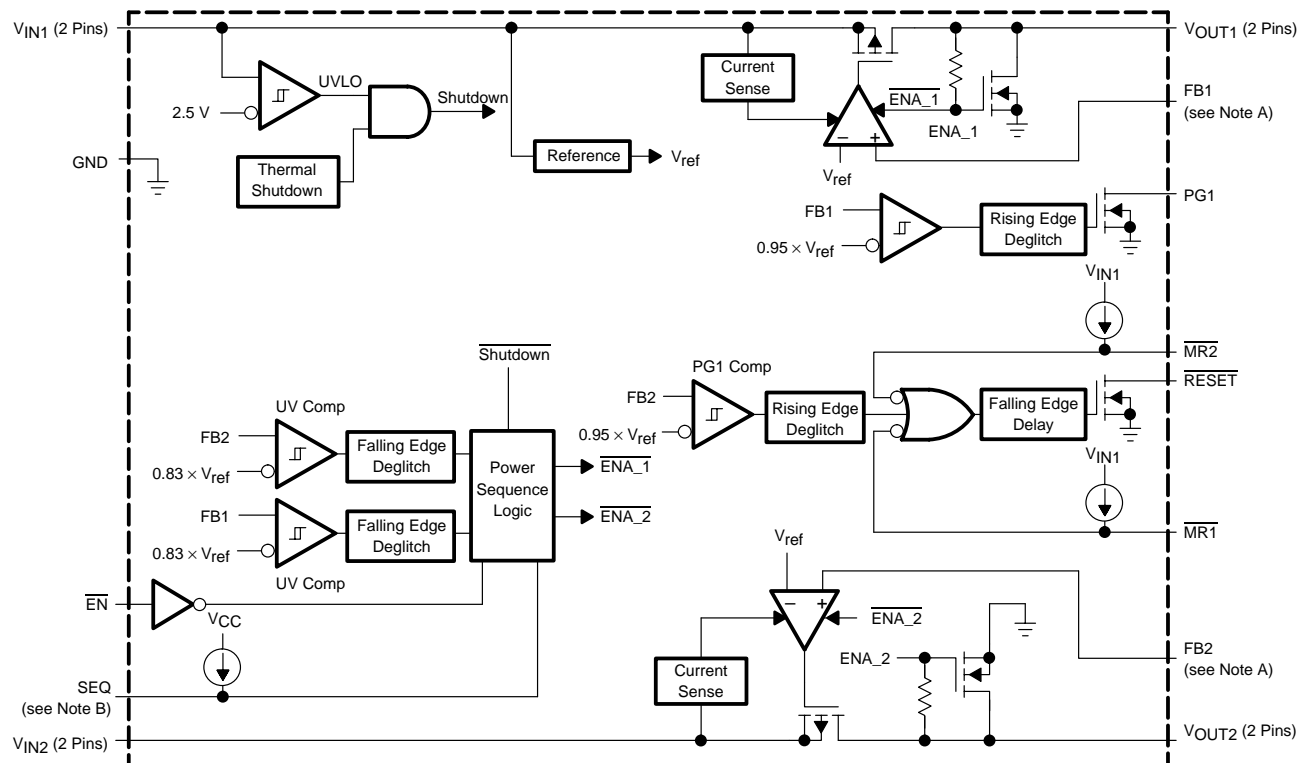 VIN1 (2 Pins)
VOUT1 (2 Pins)
2.5 V
UVLO
Shutdown
Current
Sense
ENA_1
ENA_1
FB1
(see Note A)
GND
Thermal
Shutdown
Reference
Vref
− +
Vref
FB1
0.95 × Vref
Rising Edge
Deglitch
PG1
VIN1
MR2
Shutdown
PG1 Comp
FB2
0.95 × Vref
Rising Edge
Deglitch
Falling Edge
Delay
RESET
VIN1
MR1
UV Comp
FB2
0.83 × Vref
Falling Edge
Deglitch
FB1
0.83 × Vref
Falling Edge
Deglitch
UV Comp
Power
Sequence
Logic
ENA_1
ENA_2
EN
VCC
SEQ
(see Note B)
Vref
− +
ENA_2
Current
Sense
ENA_2
FB2
(see Note A)
VIN2 (2 Pins)
VOUT2 (2 Pins)